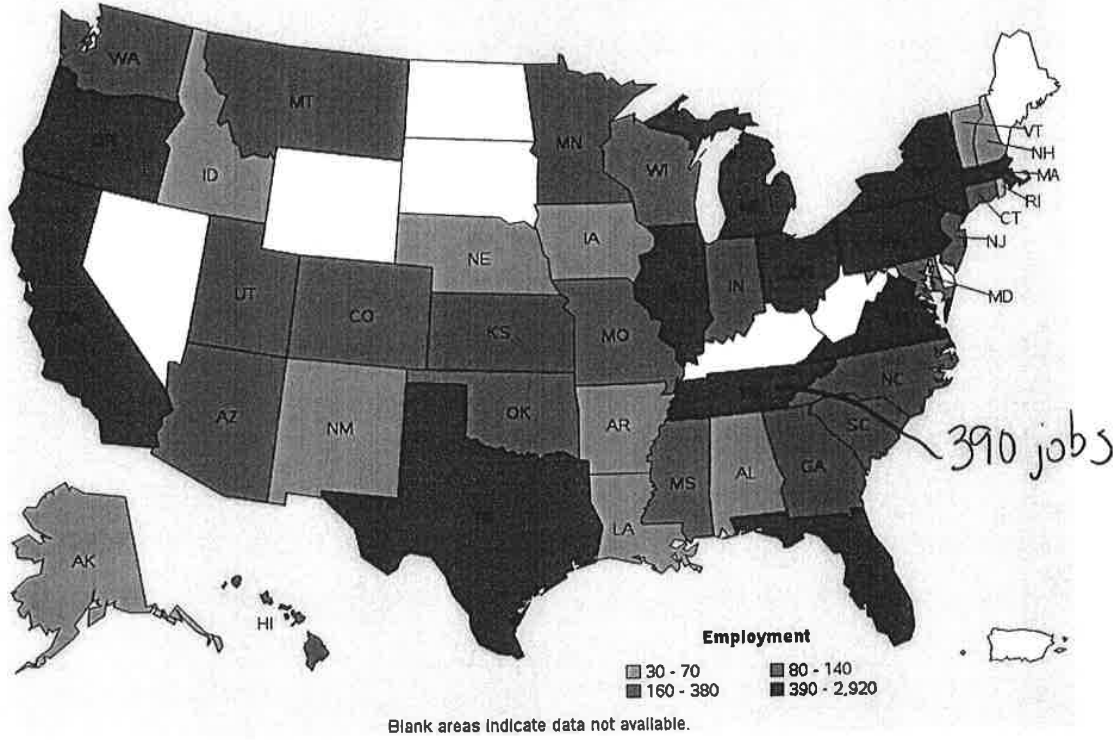 WA
MT
MN
VT
NH
MA
RI
CT
NJ
MD
OR
ID
WI
IA
NE
IN
UT
CO
KS
MO
AZ
NM
OK
AR
NC
SC
MS
AL
GA
LA
390 jobs
AK
HI
Employment
30 - 70
80 - 140
160 - 380
390 - 2,920
Blank areas indicate data not available.